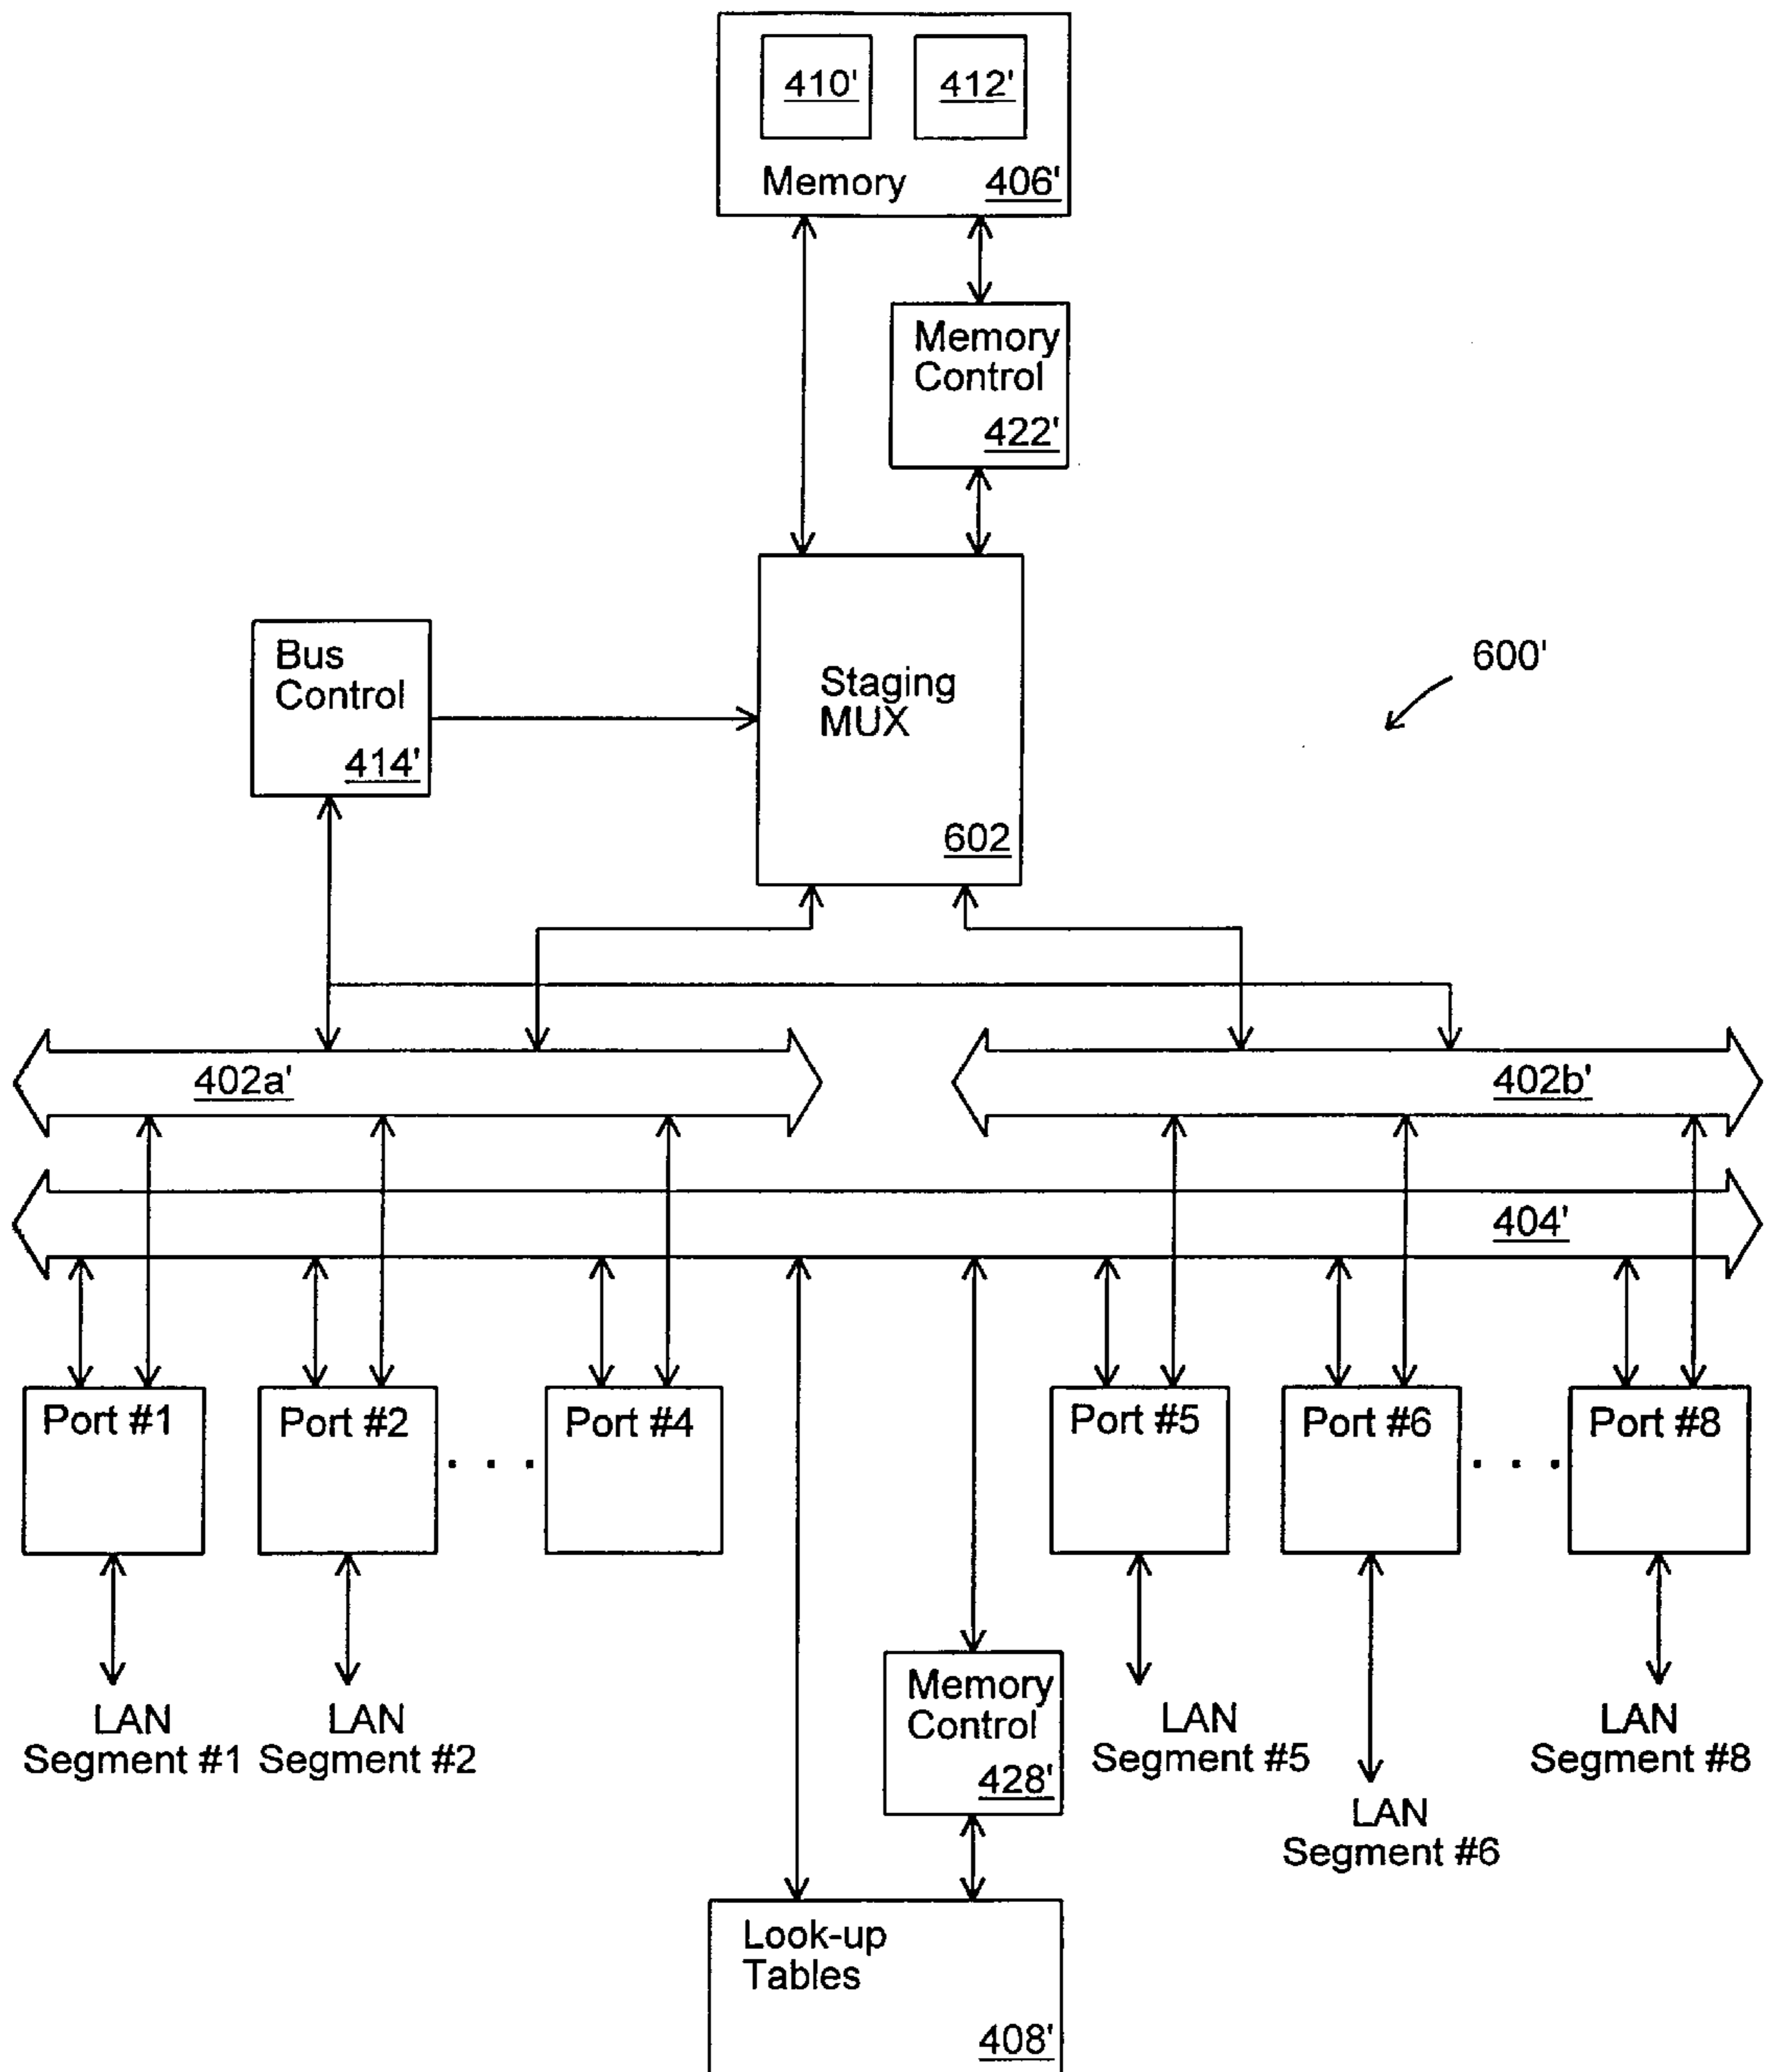 410'
412'
Memory
406'
Memory
Control
422'
Bus
Control
414'
Staging
MUX
602
600'
402a'
402b'
404'
Port #1
Port #2
. . .
Port #4
Port #5
Port #6
. . .
Port #8
LAN
Segment #1
LAN
Segment #2
Memory
Control
428'
LAN
Segment #5
LAN
Segment #6
LAN
Segment #8
Look-up
Tables
408'